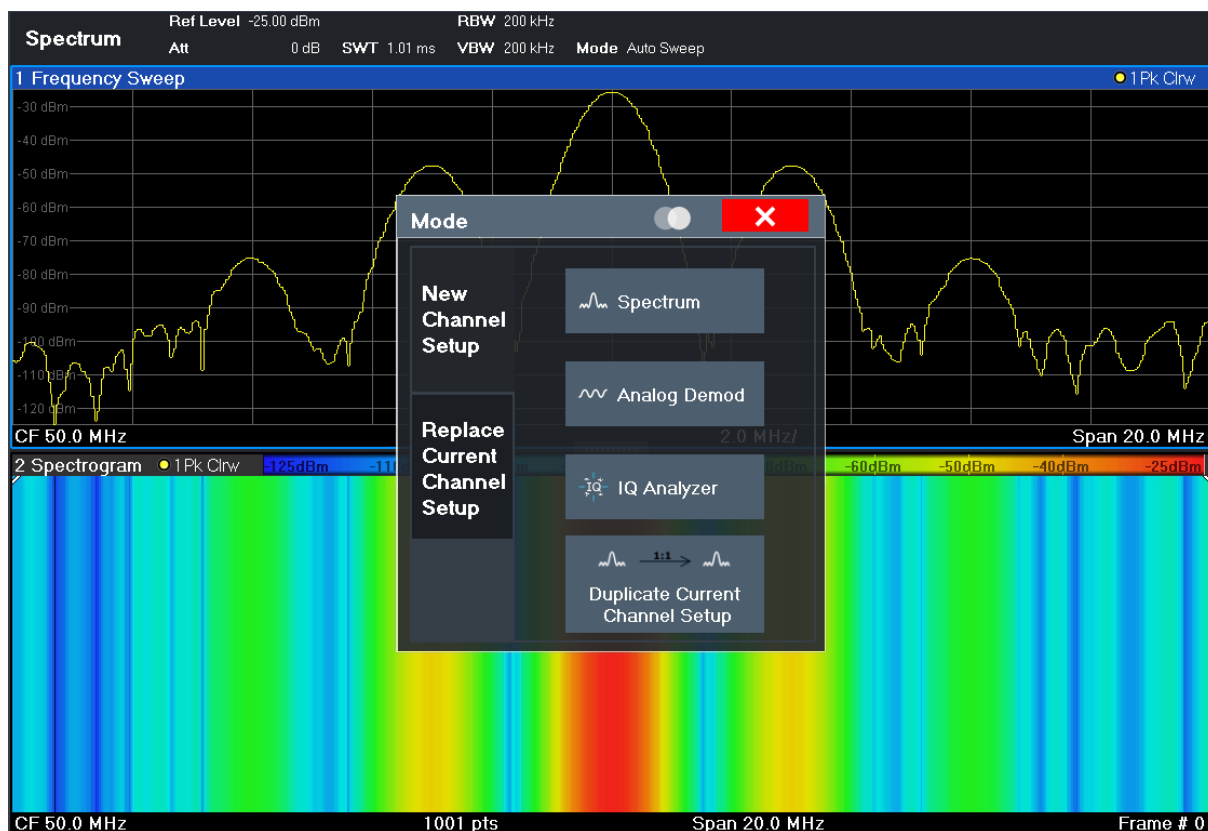 Spectrum
Ref Level -25.00 dBm RBW 200 kHz
Att 0 dB SWT 1.01 ms VBW 200 kHz Mode Auto Sweep
1 Frequency Sweep 1Pk Clrw
-30 dBm
-40 dBm
-50 dBm
-60 dBm
-70 dBm
-80 dBm
-90 dBm
-100 dBm
-110 dBm
-120 dBm
CF 50.0 MHz 2.0 MHz/ Span 20.0 MHz
Mode
New
Channel
Setup
Replace
Current
Channel
Setup
Spectrum
Analog Demod
IQ Analyzer
1:1
Duplicate Current
Channel Setup
2 Spectrogram 1Pk Clrw -125dBm -60dBm -50dBm -40dBm -25dBm
CF 50.0 MHz 1001 pts Span 20.0 MHz Frame # 0